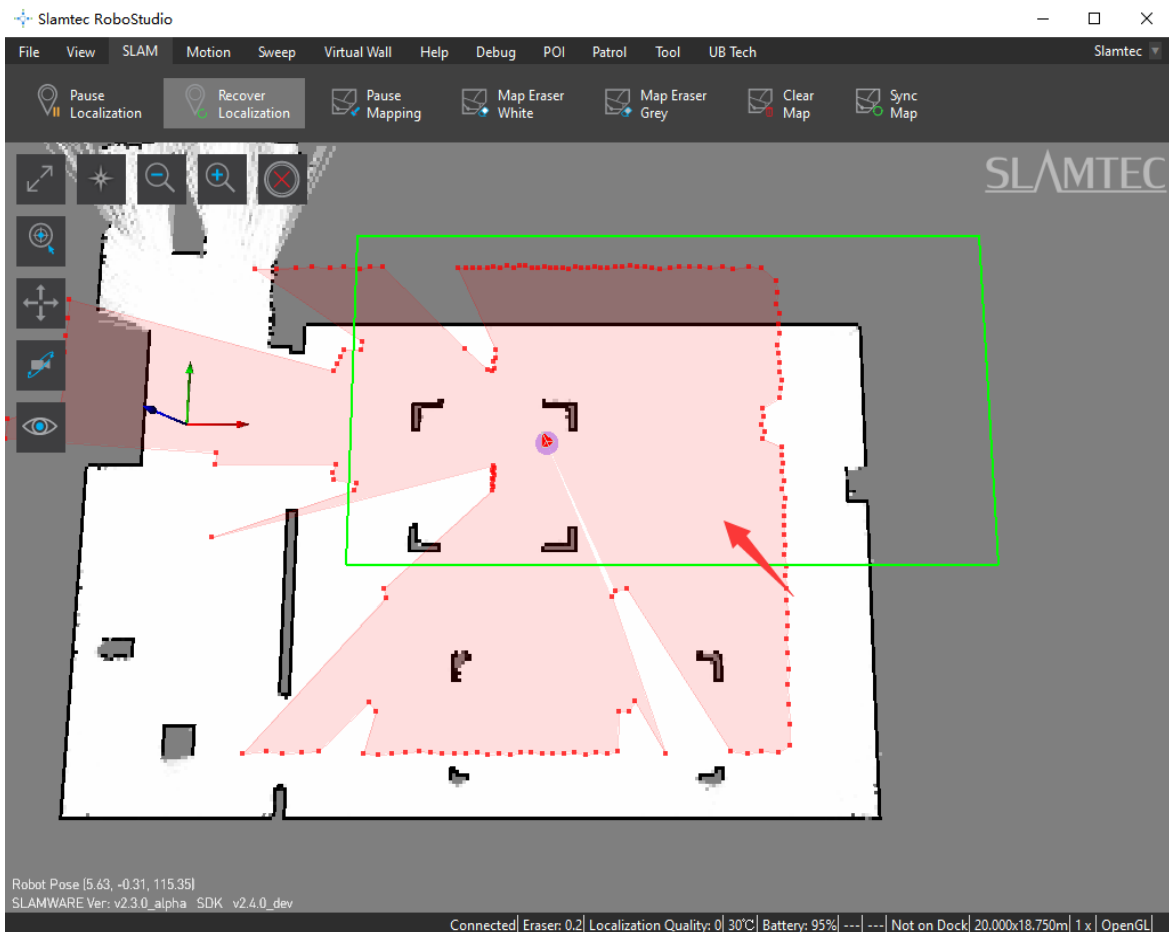 Slamtec RoboStudio
File View SLAM Motion Sweep Virtual Wall Help Debug POI Patrol Tool UB Tech Slamtec
Pause Localization
Recover Localization
Pause Mapping
Map Eraser White
Map Eraser Grey
Clear Map
Sync Map
SLAMTEC
Robot Pose [5.63, -0.31, 115.35]
SLAMWARE Ver: v2.3.0_alpha SDK v2.4.0_dev
Connected| Eraser: 0.2| Localization Quality: 0| 30℃| Battery: 95%| ---| ---| Not on Dock| 20.000x18.750m| 1 x| OpenGL|